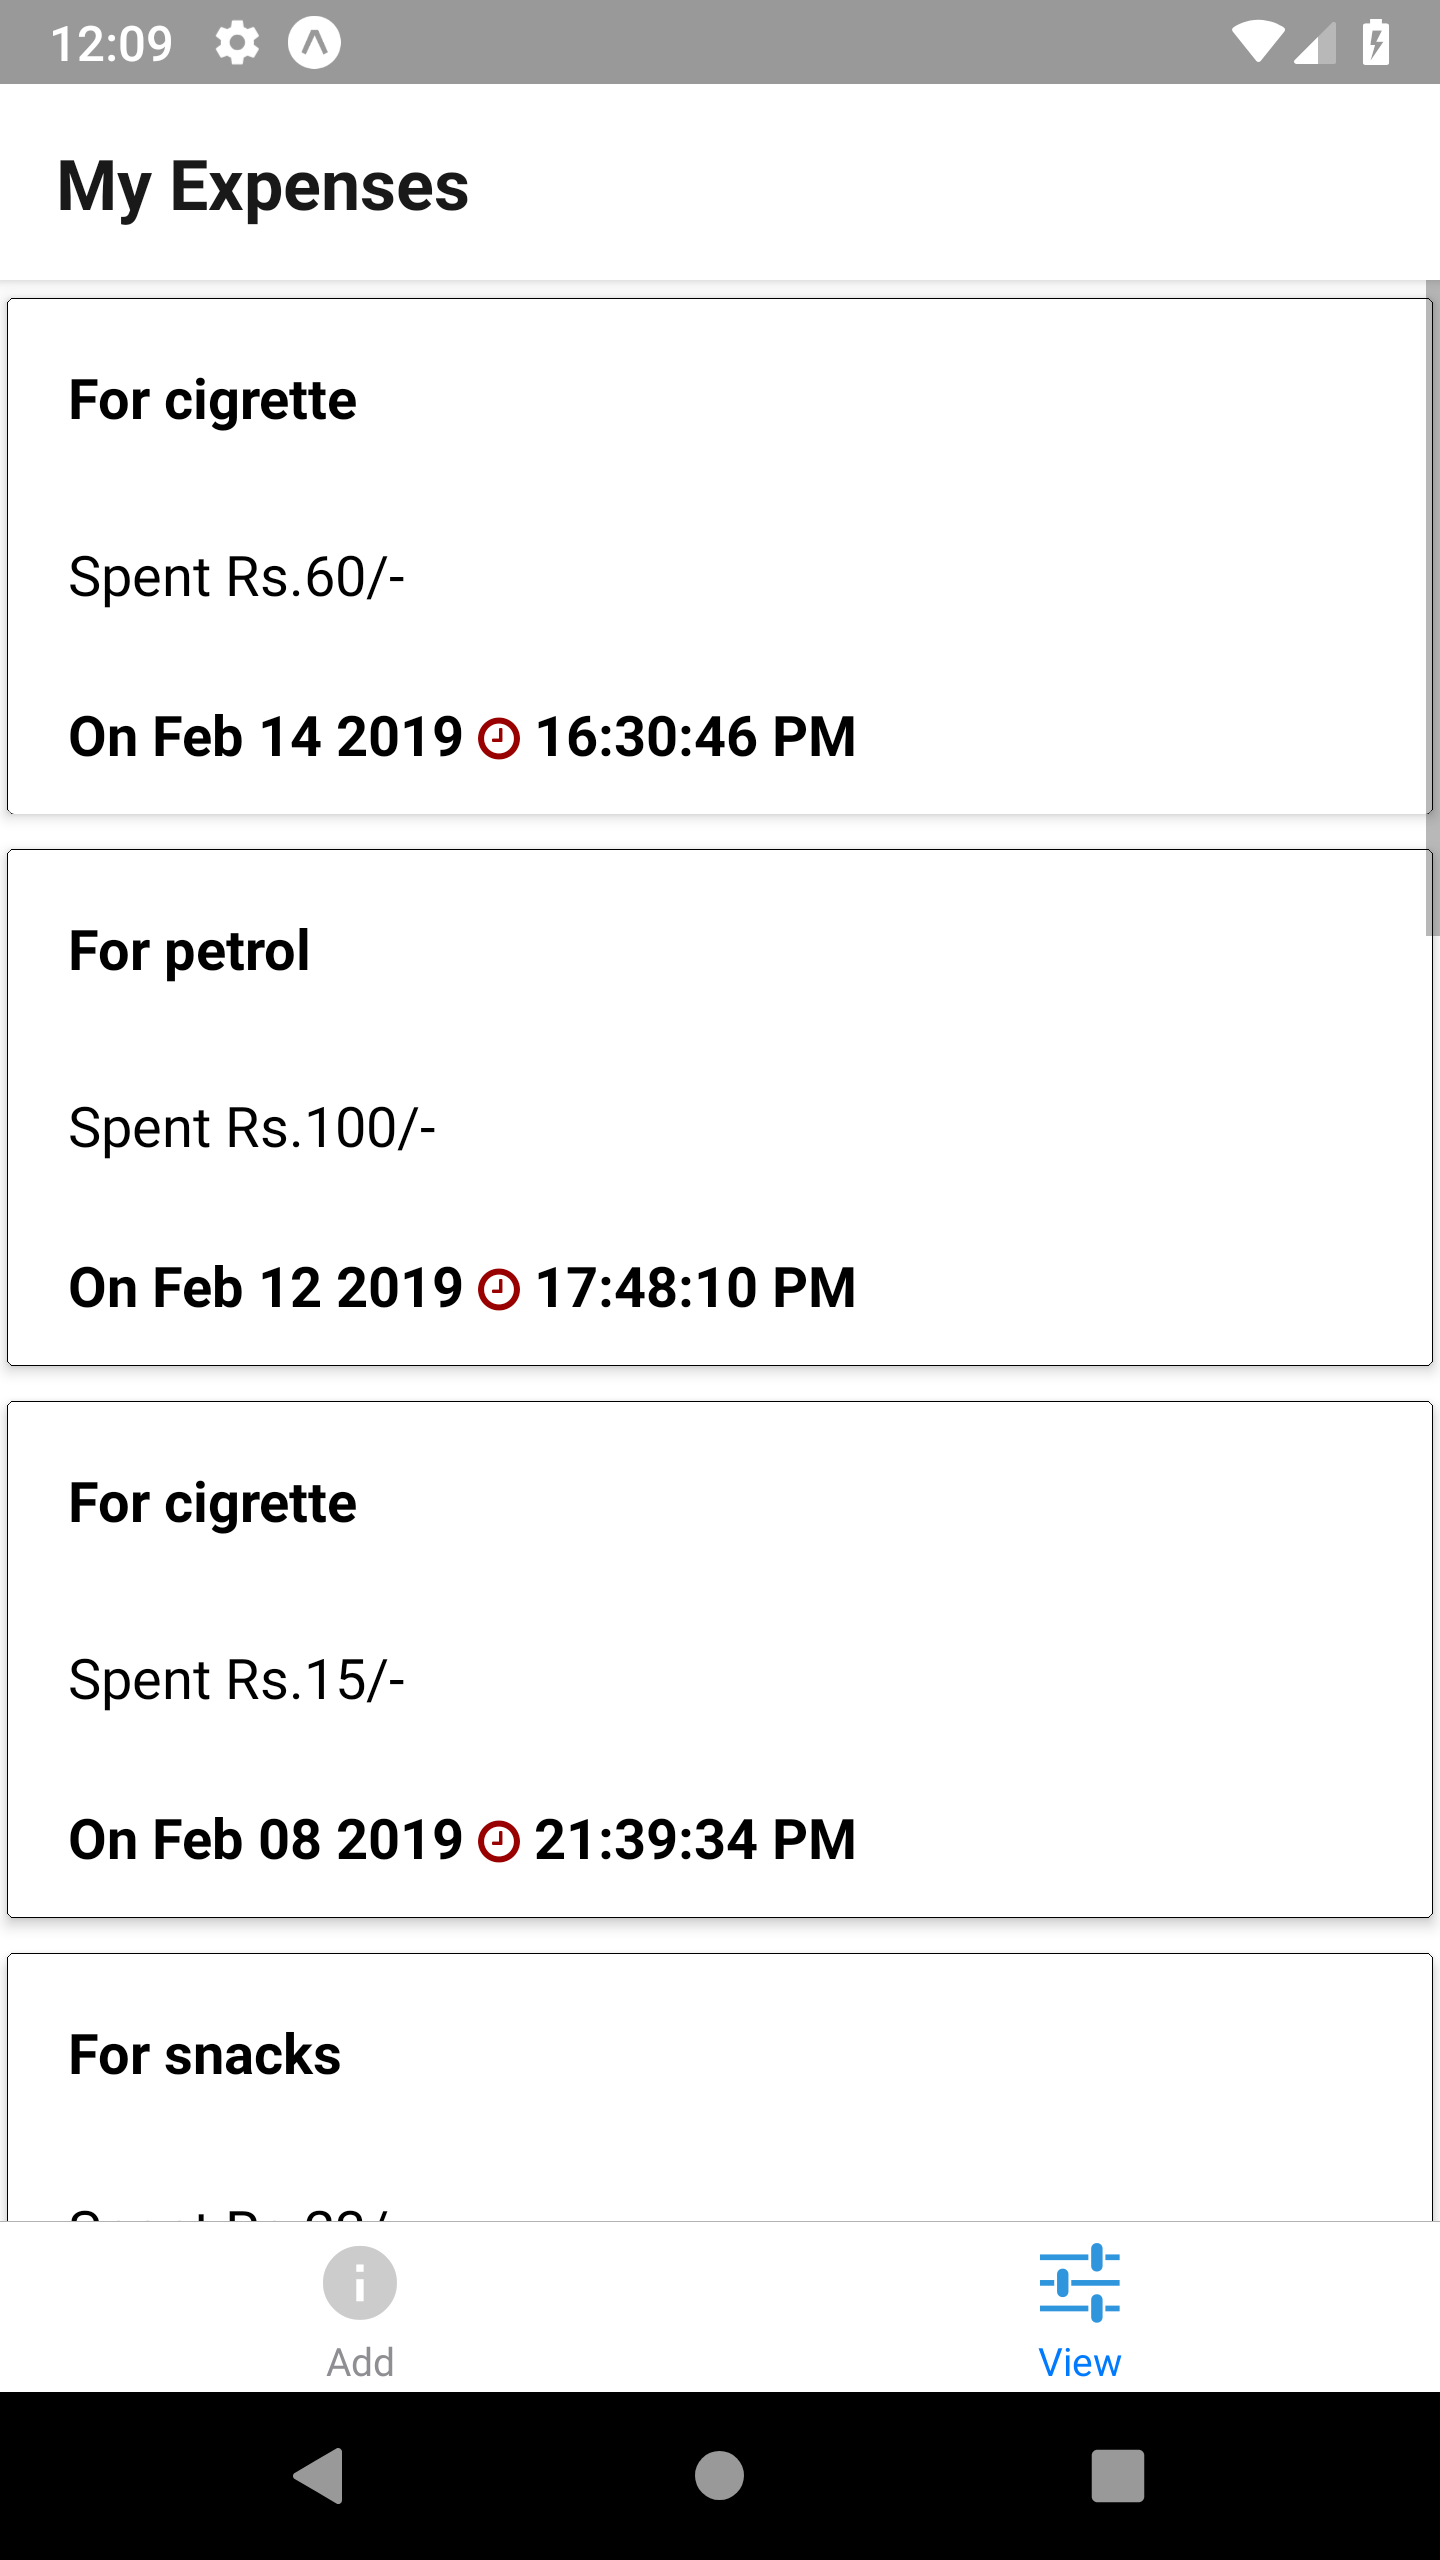 12:09
My Expenses
For cigrette
Spent Rs.60/-
On Feb 14 2019 16:30:46 PM
For petrol
Spent Rs.100/-
On Feb 12 2019 17:48:10 PM
For cigrette
Spent Rs.15/-
On Feb 08 2019 21:39:34 PM
For snacks
Spent
Add
View